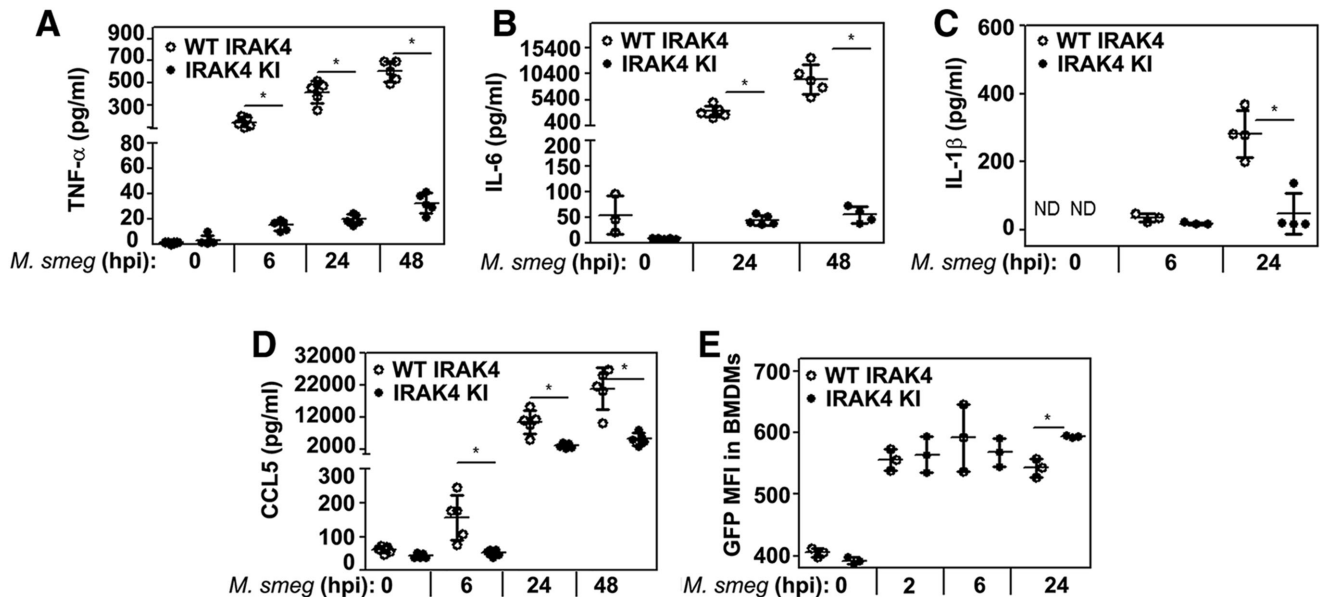 A
TNF-α (pg/ml)
900
700
500
300
80
60
40
20
0
WT IRAK4
IRAK4 KI
*
*
*
M. smeg (hpi): 0 6 24 48
B
IL-6 (pg/ml)
15400
10400
5400
400
200
150
100
50
0
WT IRAK4
IRAK4 KI
*
*
M. smeg (hpi): 0 24 48
C
IL-1β (pg/ml)
600
400
200
0
WT IRAK4
IRAK4 KI
*
ND ND
M. smeg (hpi): 0 6 24
D
CCL5 (pg/ml)
32000
22000
12000
2000
300
200
100
0
WT IRAK4
IRAK4 KI
*
*
*
M. smeg (hpi): 0 6 24 48
E
GFP MFI in BMDMs
700
600
500
400
WT IRAK4
IRAK4 KI
*
M. smeg (hpi): 0 2 6 24